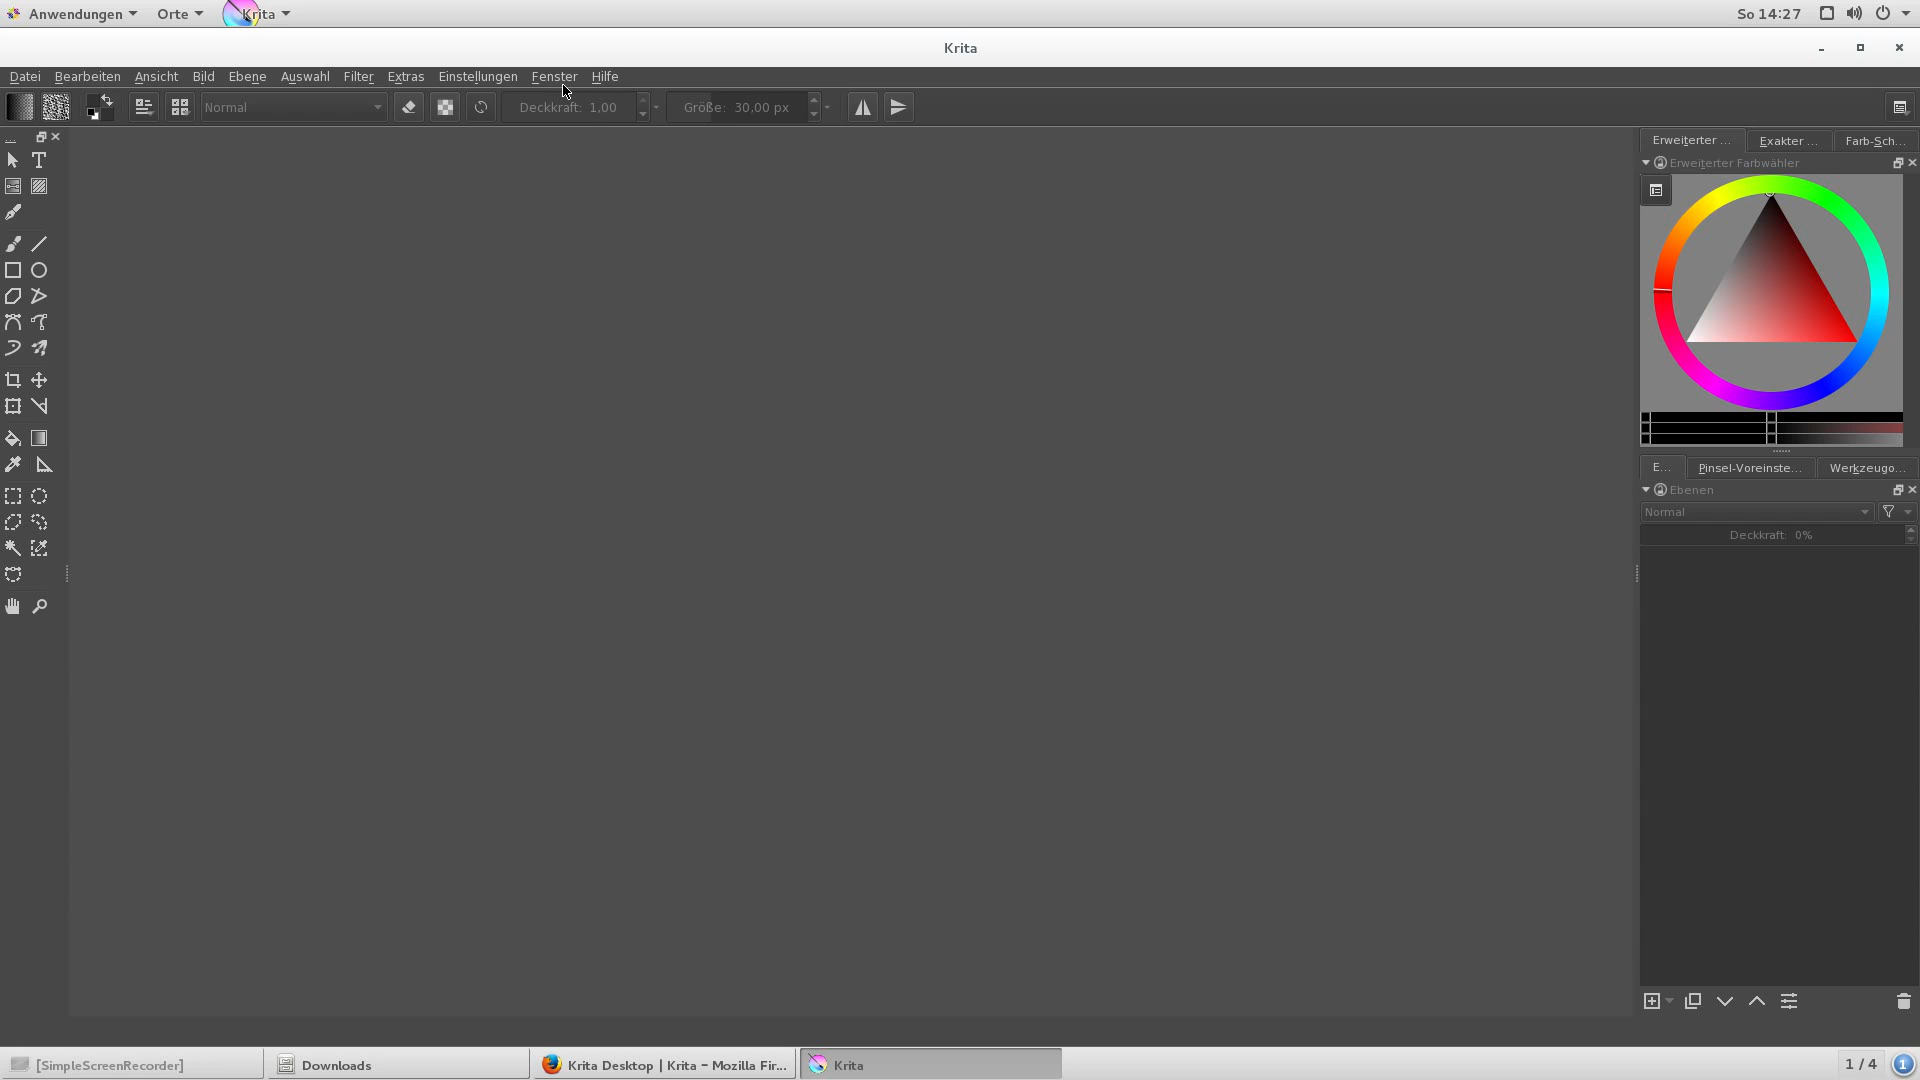 Anwendungen Orte Krita So 14:27
Krita
Datei Bearbeiten Ansicht Bild Ebene Auswahl Filter Extras Einstellungen Fenster Hilfe
Normal Deckkraft: 1,00 Größe: 30,00 px
... Erweiterter ... Exakter ... Farb-Sch...
Erweiterter Farbwähler
E... Pinsel-Voreinste... Werkzeugo...
Ebenen
Normal
Deckkraft: 0%
[SimpleScreenRecorder] Downloads Krita Desktop | Krita – Mozilla Fir... Krita 1 / 4 1